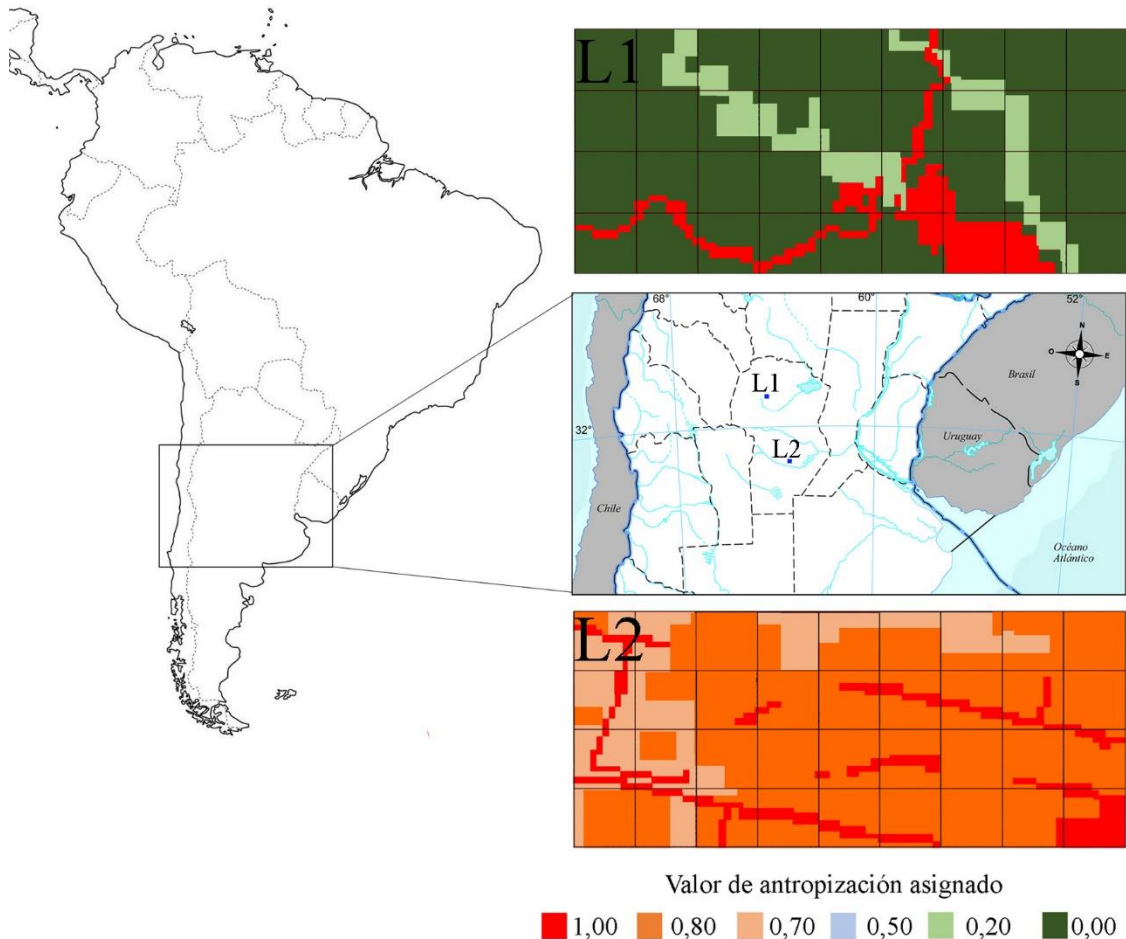 L1
68°
60°
52°
N
O
E
S
Brasil
L1
32°
Uruguay
L2
Chile
Océano
Atlántico
L2
Valor de antropización asignado
1,00 0,80 0,70 0,50 0,20 0,00